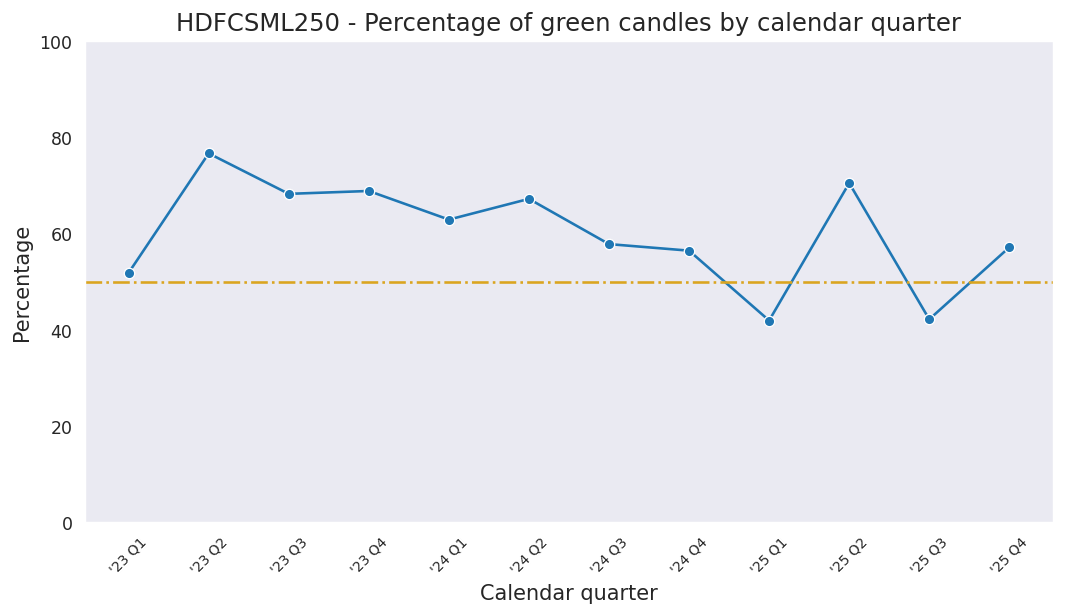 HDFCSML250 - Percentage of green candles by calendar quarter
100
80
60
40
20
0
Percentage
'23 Q1
'23 Q2
'23 Q3
'23 Q4
'24 Q1
'24 Q2
'24 Q3
'24 Q4
'25 Q1
'25 Q2
'25 Q3
'25 Q4
Calendar quarter